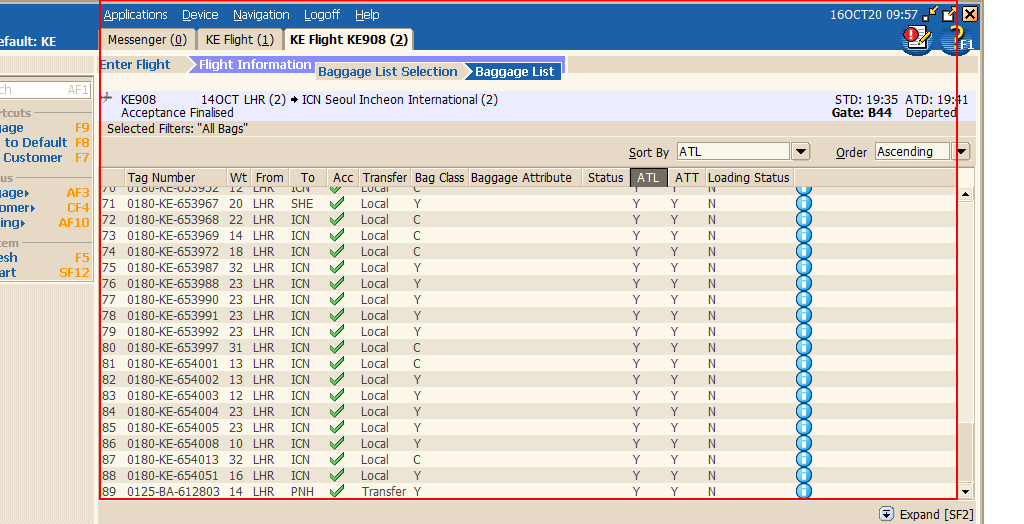 Applications Device Navigation Logoff Help 16OCT20 09:57
efault: KE Messenger (0) KE Flight (1) KE Flight KE908 (2) F1
Enter Flight Flight Information Baggage List Selection Baggage List
ch AF1
KE908 14OCT LHR (2) ICN Seoul Incheon International (2) STD: 19:35 ATD: 19:41
Acceptance Finalised Gate: B44 Departed
Selected Filters: "All Bags"
rtcuts
gage F9
to Default F8
Customer F7
us
gage AF3
omer CF4
ing AF10
tem
esh F5
art SF12
Sort By ATL Order Ascending
Tag Number Wt From To Acc Transfer Bag Class Baggage Attribute Status ATL ATT Loading Status
70 0180-KE-653952 12 LHR ICN Local C Y Y N
71 0180-KE-653967 20 LHR SHE Local Y Y Y N
72 0180-KE-653968 22 LHR ICN Local C Y Y N
73 0180-KE-653969 14 LHR ICN Local C Y Y N
74 0180-KE-653972 18 LHR ICN Local C Y Y N
75 0180-KE-653987 32 LHR ICN Local Y Y Y N
76 0180-KE-653988 23 LHR ICN Local Y Y Y N
77 0180-KE-653990 23 LHR ICN Local Y Y Y N
78 0180-KE-653991 23 LHR ICN Local Y Y Y N
79 0180-KE-653992 23 LHR ICN Local Y Y Y N
80 0180-KE-653997 31 LHR ICN Local C Y Y N
81 0180-KE-654001 13 LHR ICN Local C Y Y N
82 0180-KE-654002 13 LHR ICN Local Y Y Y N
83 0180-KE-654003 12 LHR ICN Local Y Y Y N
84 0180-KE-654004 23 LHR ICN Local Y Y Y N
85 0180-KE-654005 23 LHR ICN Local Y Y Y N
86 0180-KE-654008 10 LHR ICN Local Y Y Y N
87 0180-KE-654013 32 LHR ICN Local C Y Y N
88 0180-KE-654051 16 LHR ICN Local Y Y Y N
89 0125-BA-612803 14 LHR PNH Transfer Y Y Y N
Expand [SF2]